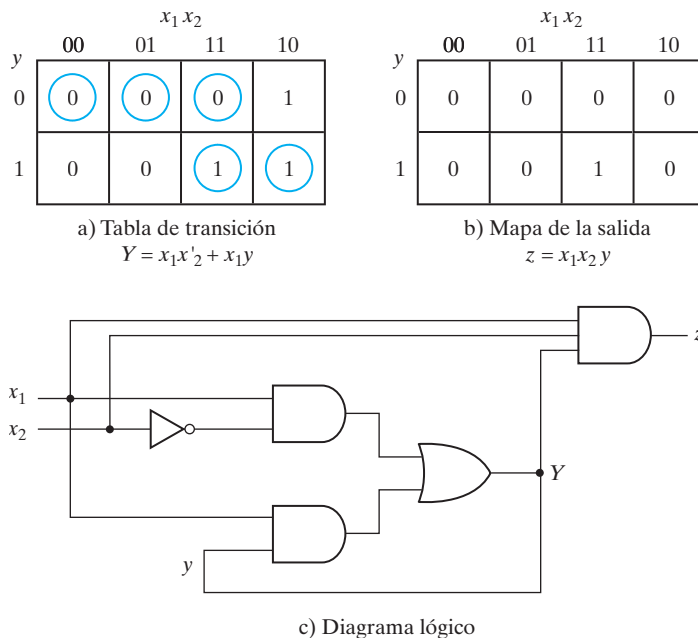 x₁x₂ x₁x₂
00 01 11 10 00 01 11 10
y y
0 0 0 0 1 0 0 0 0 0
1 0 0 1 1 1 0 0 1 0
a) Tabla de transición b) Mapa de la salida
Y = x₁x'₂ + x₁y z = x₁x₂y
z
x₁
x₂
Y
y
c) Diagrama lógico